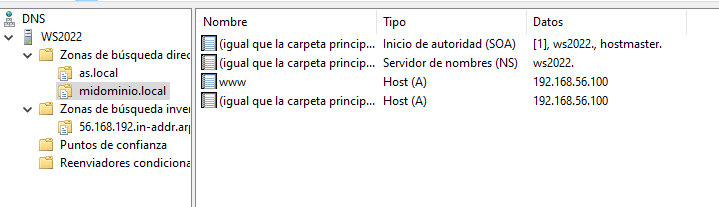 DNS
WS2022
Zonas de búsqueda direc
as.local
midominio.local
Zonas de búsqueda inver
56.168.192.in-addr.arp
Puntos de confianza
Reenviadores condiciona
Nombre Tipo Datos
(igual que la carpeta princip... Inicio de autoridad (SOA) [1], ws2022., hostmaster.
(igual que la carpeta princip... Servidor de nombres (NS) ws2022.
www Host (A) 192.168.56.100
(igual que la carpeta princip... Host (A) 192.168.56.100